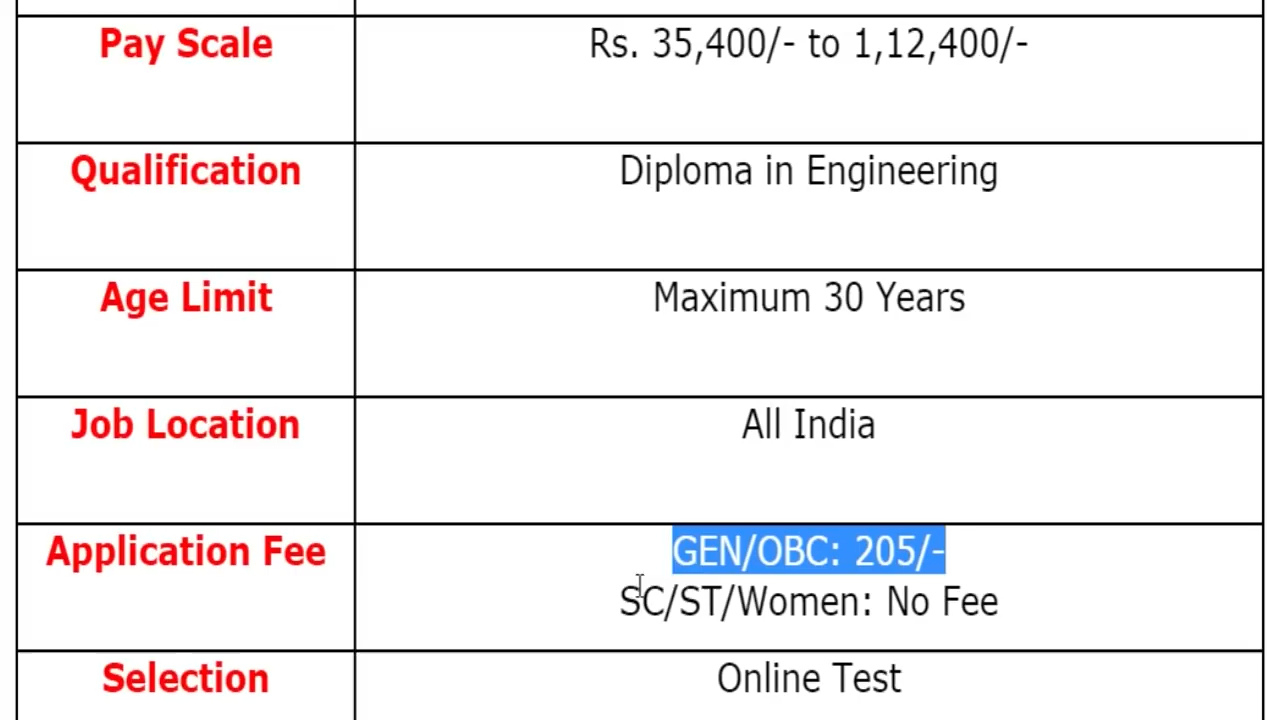 Pay Scale
Rs. 35,400/- to 1,12,400/-
Qualification
Diploma in Engineering
Age Limit
Maximum 30 Years
Job Location
All India
Application Fee
GEN/OBC: 205/-
SC/ST/Women: No Fee
Selection
Online Test